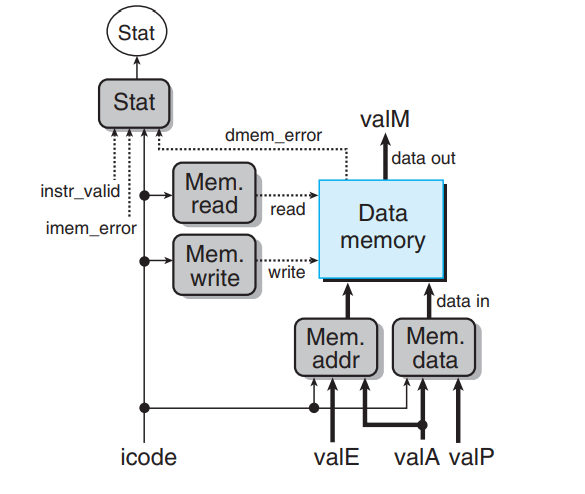 Stat
Stat
valM
dmem_error
data out
instr_valid
Mem.
read
read
Data
memory
imem_error
Mem.
write
write
data in
Mem.
addr
Mem.
data
icode
valE
valA
valP